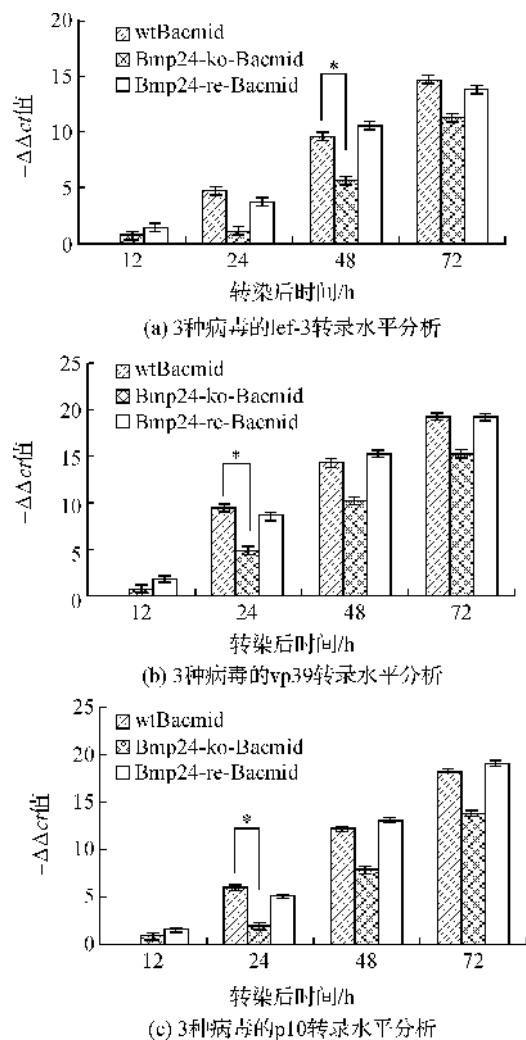 20
15
10
5
0
-ΔΔct值
wtBacmid
Bmp24-ko-Bacmid
Bmp24-re-Bacmid
*
12 24 48 72
转染后时间/h
(a) 3种病毒的lef-3转录水平分析
25
20
15
10
5
0
-ΔΔct值
wtBacmid
Bmp24-ko-Bacmid
Bmp24-re-Bacmid
*
12 24 48 72
转染后时间/h
(b) 3种病毒的vp39转录水平分析
25
20
15
10
5
0
-ΔΔct值
wtBacmid
Bmp24-ko-Bacmid
Bmp24-re-Bacmid
*
12 24 48 72
转染后时间/h
(c) 3种病毒的p10转录水平分析